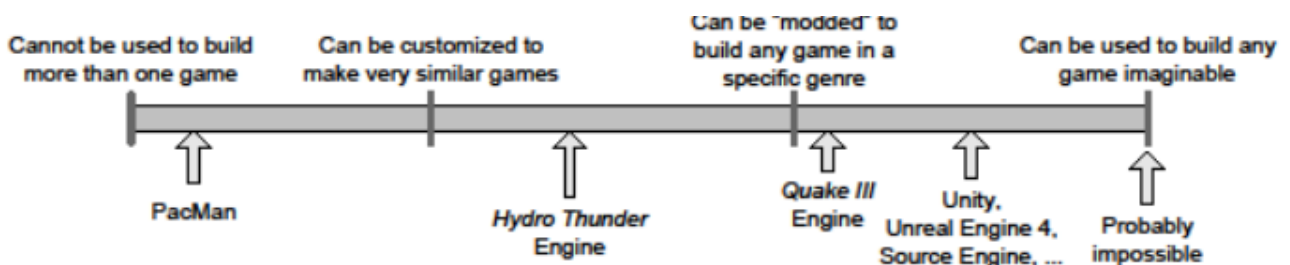 Cannot be used to build
more than one game
Can be customized to
make very similar games
Can be "modded" to
build any game in a
specific genre
Can be used to build any
game imaginable
PacMan
Hydro Thunder
Engine
Quake III
Engine
Unity,
Unreal Engine 4,
Source Engine, ...
Probably
impossible